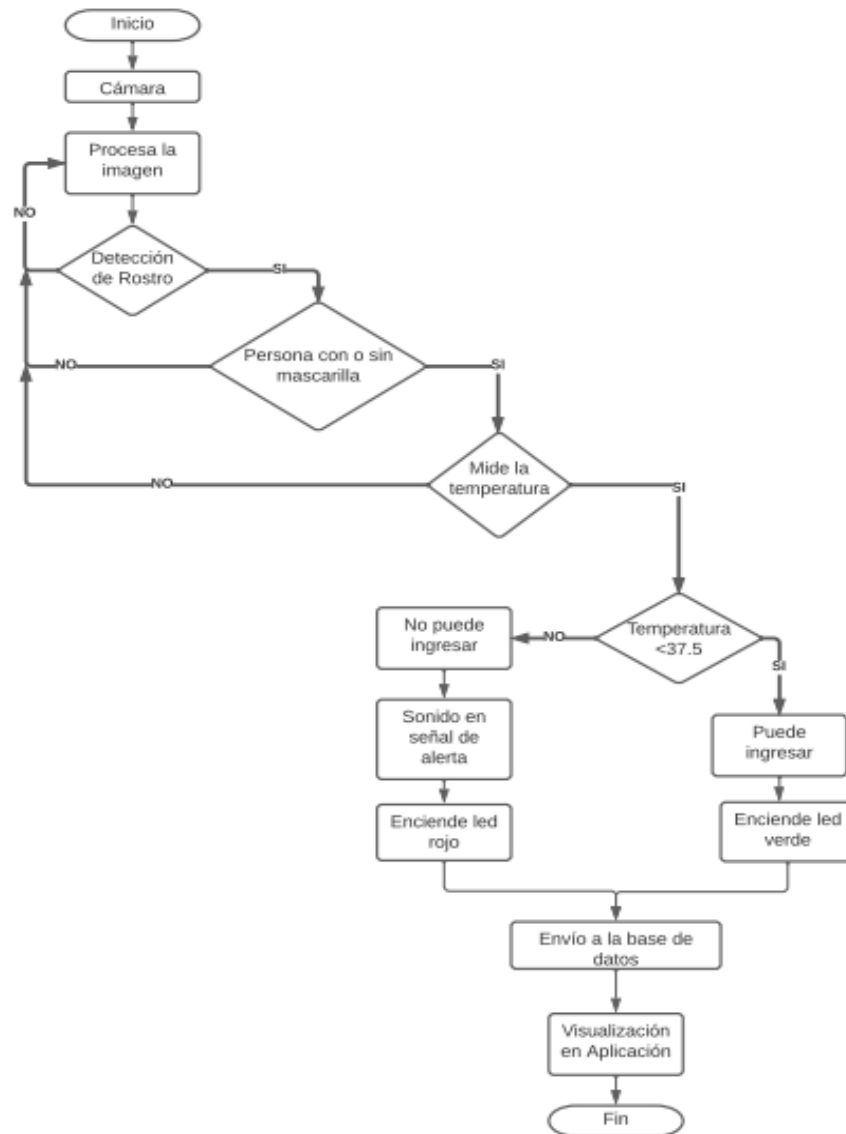 Inicio
Cámara
Procesa la
imagen
NO
Detección
de Rostro
SI
Persona con o sin
mascarilla
NO
SI
Mide la
temperatura
NO
SI
Temperatura
<37.5
NO
SI
No puede
ingresar
Sonido en
señal de
alerta
Enciende led
rojo
Puede
ingresar
Enciende led
verde
Envío a la base de
datos
Visualización
en Aplicación
Fin